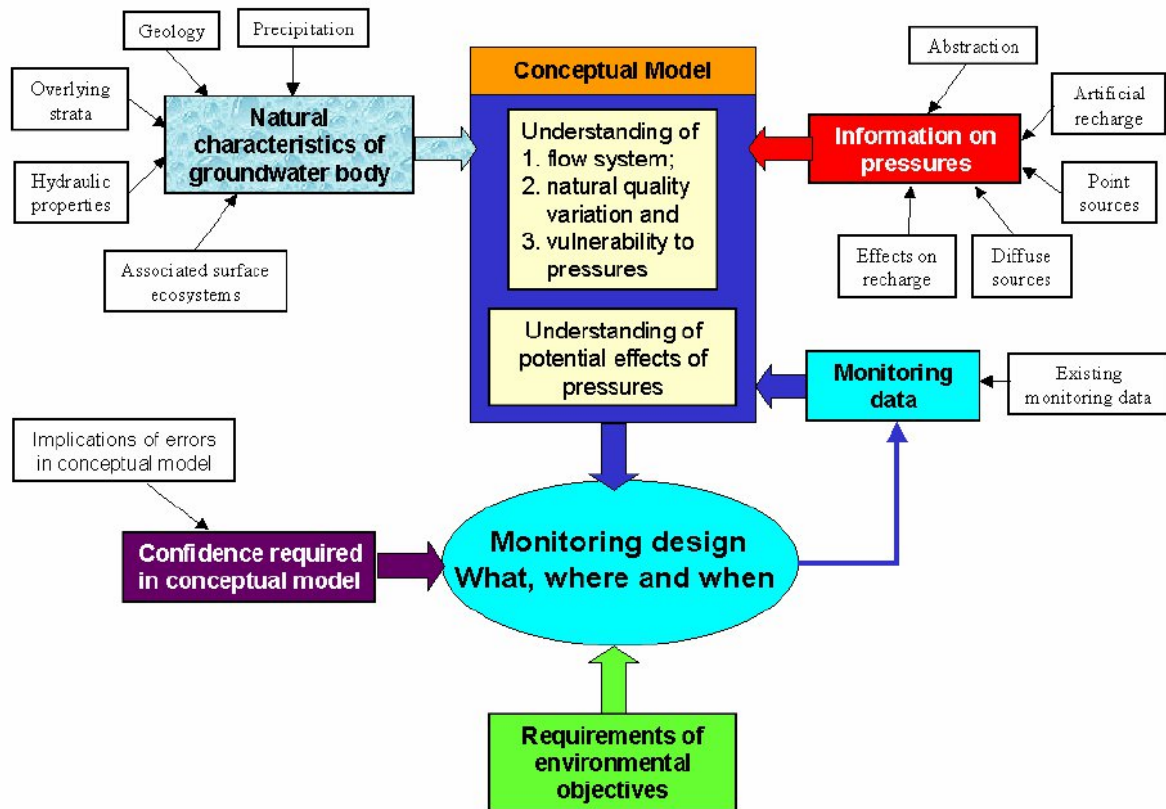 Geology
Precipitation
Overlying
strata
Natural
characteristics of
groundwater body
Hydraulic
properties
Associated surface
ecosystems
Conceptual Model
Understanding of
1. flow system;
2. natural quality
variation and
3. vulnerability to
pressures
Understanding of
potential effects of
pressures
Abstraction
Artificial
recharge
Information on
pressures
Point
sources
Effects on
recharge
Diffuse
sources
Monitoring
data
Existing
monitoring data
Implications of errors
in conceptual model
Confidence required
in conceptual model
Monitoring design
What, where and when
Requirements of
environmental
objectives